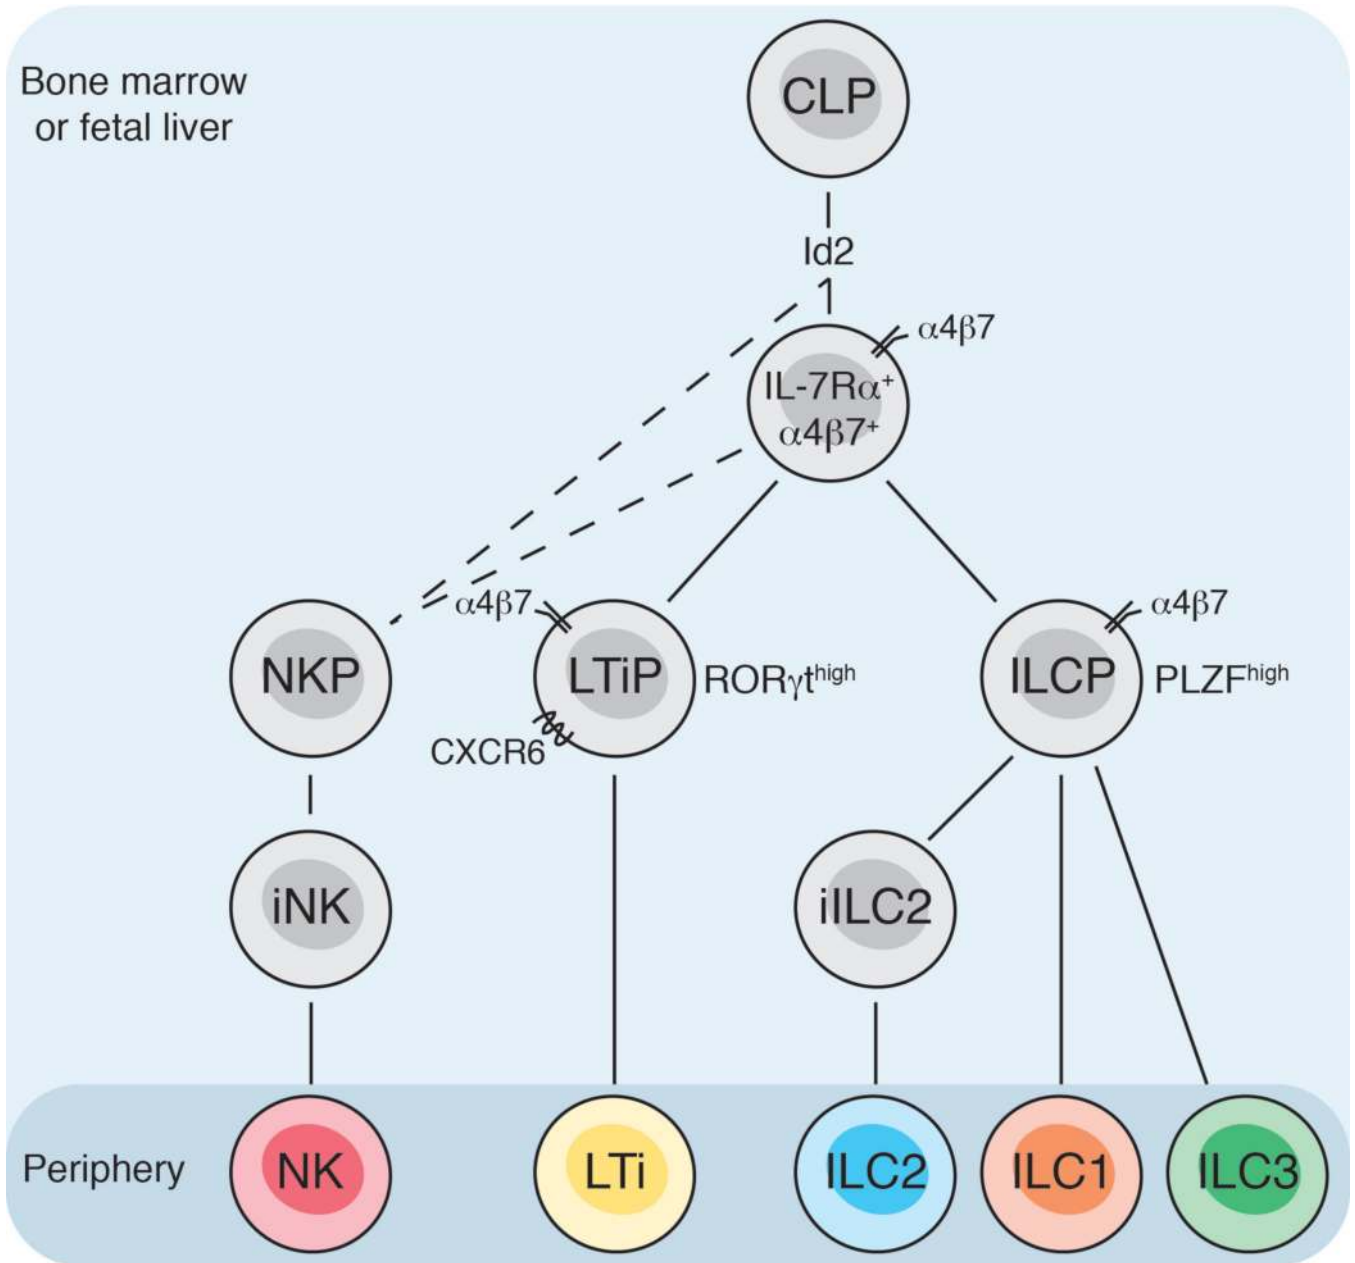 Bone marrow
or fetal liver
CLP
Id2
α4β7
IL-7Rα⁺
α4β7⁺
α4β7
α4β7
NKP
LTiP
RORγtʰⁱᵍʰ
ILCP
PLZFʰⁱᵍʰ
CXCR6
iNK
iILC2
Periphery
NK
LTi
ILC2
ILC1
ILC3